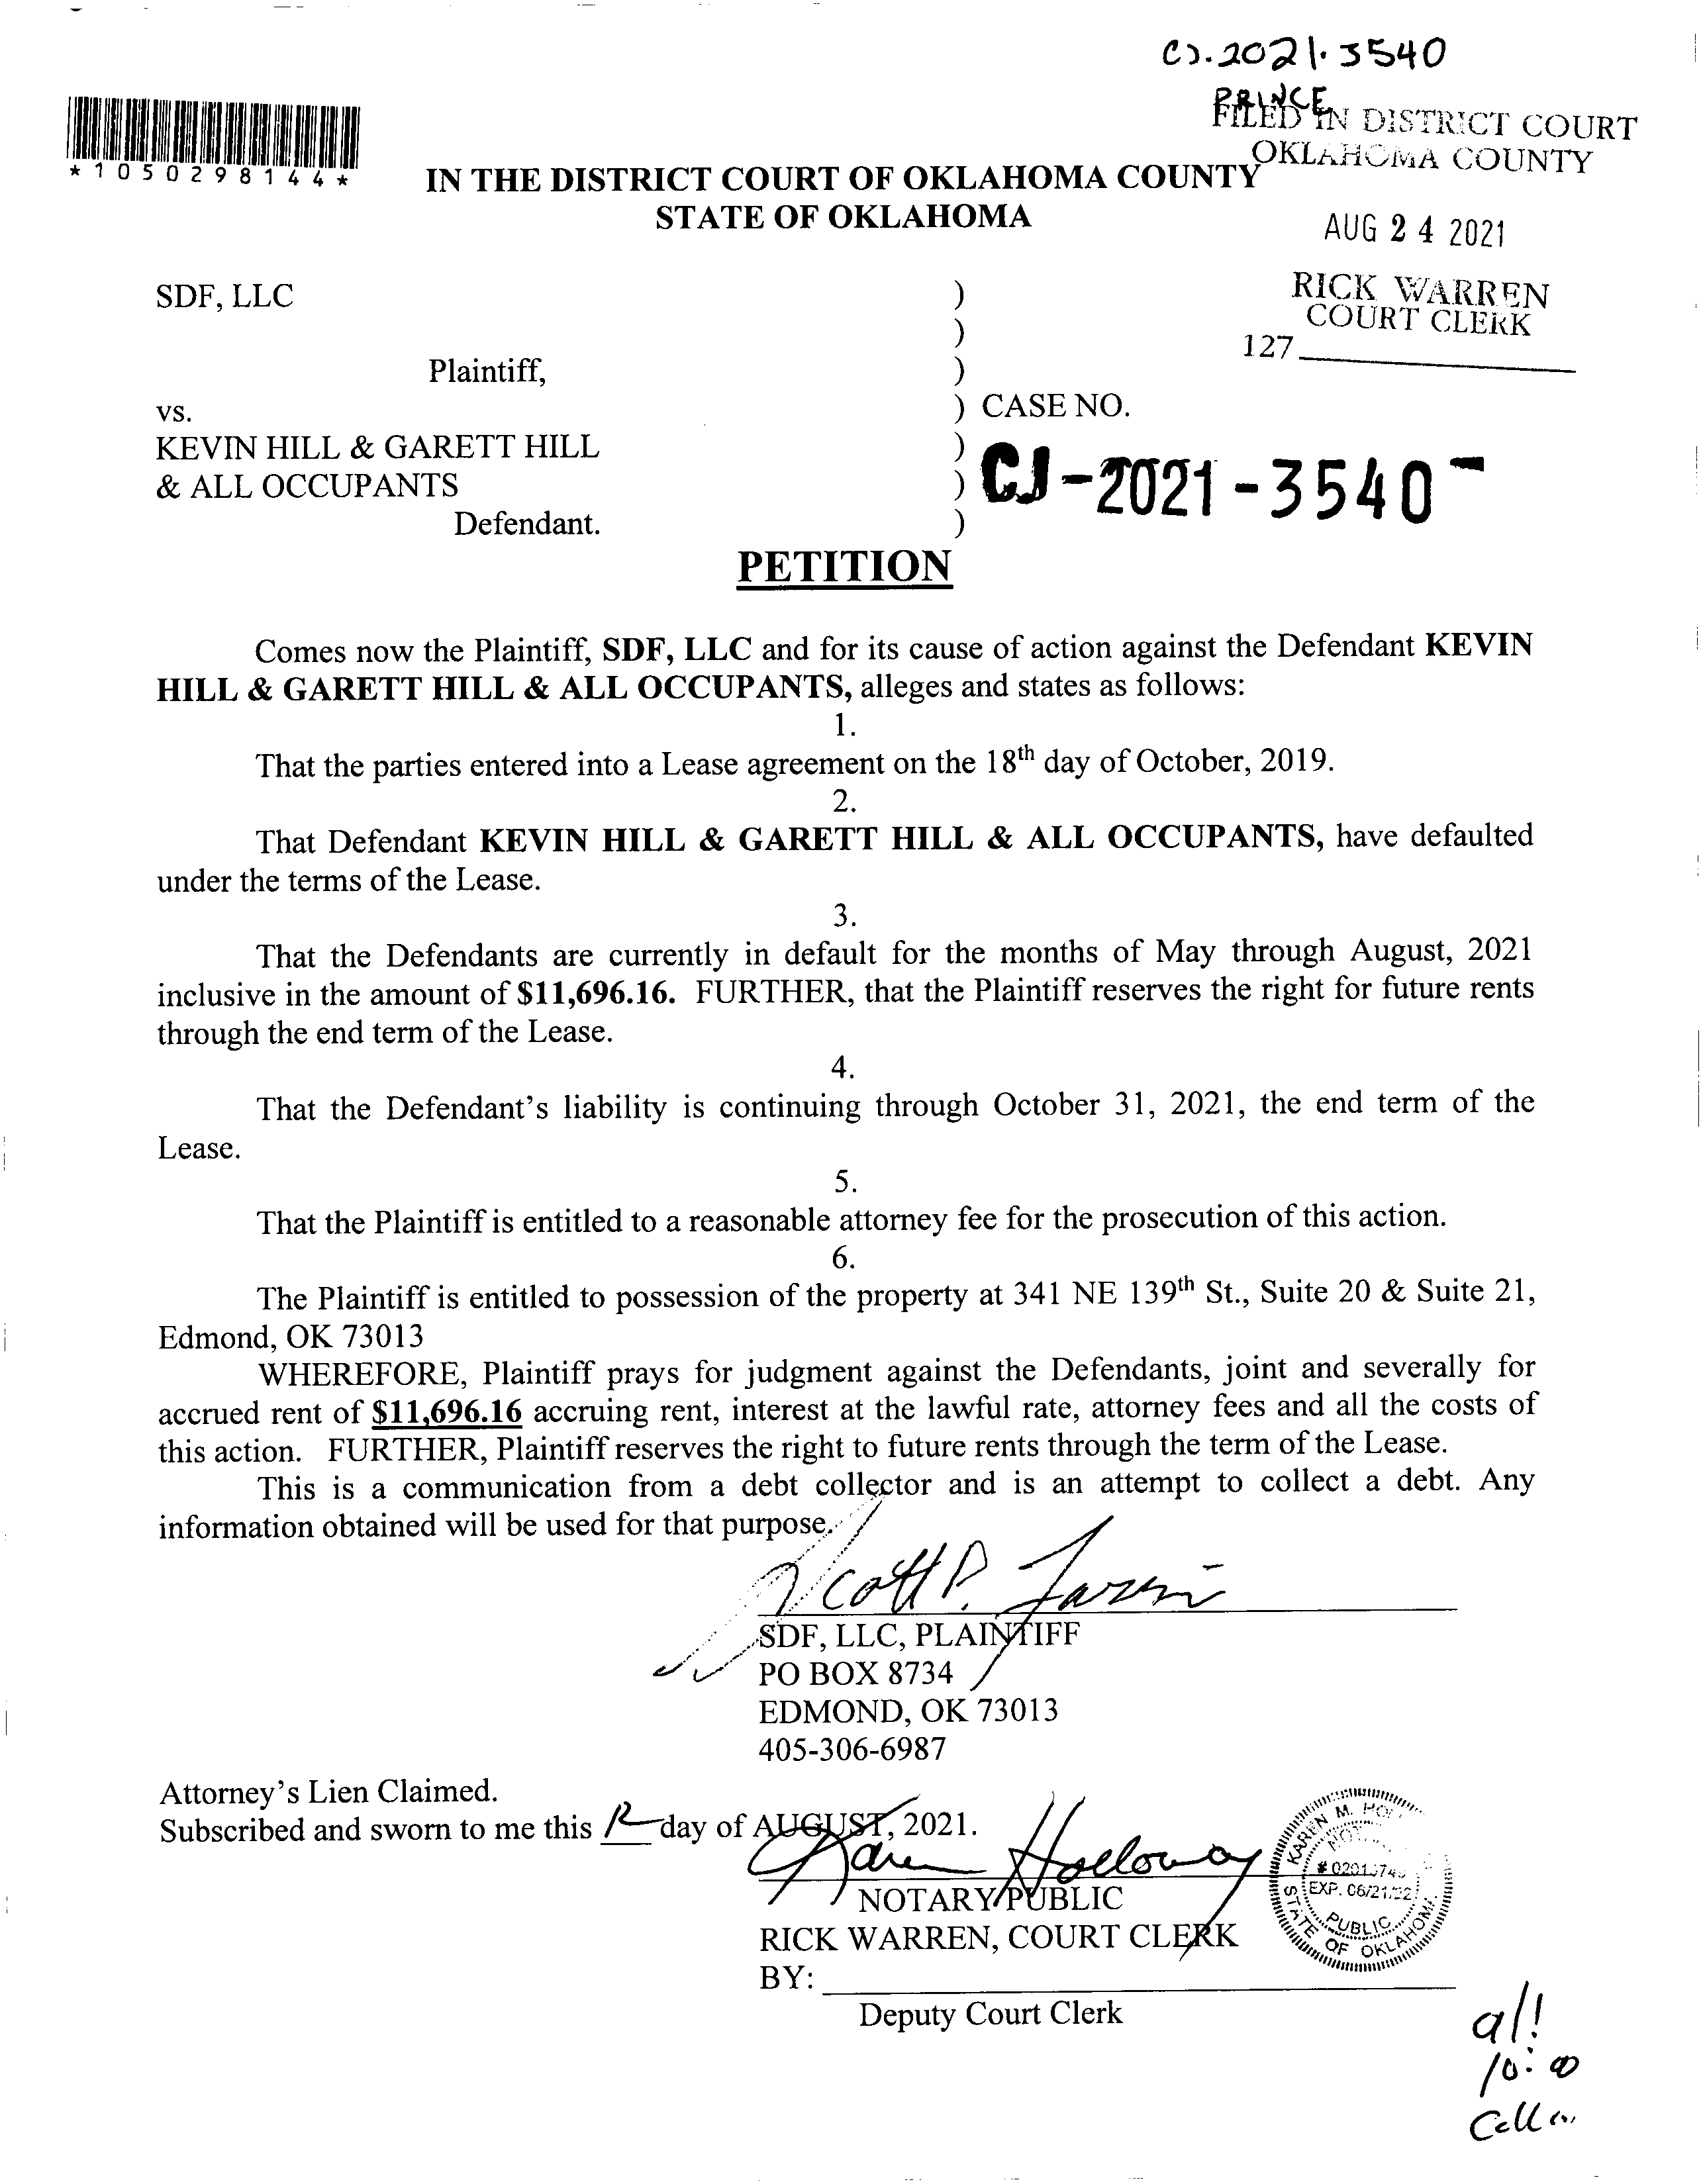 CJ.2021.3540
PRINCE
FILED IN DISTRICT COURT
OKLAHOMA COUNTY
*1050298144*
IN THE DISTRICT COURT OF OKLAHOMA COUNTY
STATE OF OKLAHOMA
AUG 24 2021
RICK WARREN
COURT CLERK
127
SDF, LLC )
)
Plaintiff, )
vs. ) CASE NO.
KEVIN HILL & GARETT HILL )
& ALL OCCUPANTS ) CJ-2021-3540-
Defendant. )
PETITION
Comes now the Plaintiff, SDF, LLC and for its cause of action against the Defendant KEVIN
HILL & GARETT HILL & ALL OCCUPANTS, alleges and states as follows:
1.
That the parties entered into a Lease agreement on the 18th day of October, 2019.
2.
That Defendant KEVIN HILL & GARETT HILL & ALL OCCUPANTS, have defaulted
under the terms of the Lease.
3.
That the Defendants are currently in default for the months of May through August, 2021
inclusive in the amount of $11,696.16. FURTHER, that the Plaintiff reserves the right for future rents
through the end term of the Lease.
4.
That the Defendant's liability is continuing through October 31, 2021, the end term of the
Lease.
5.
That the Plaintiff is entitled to a reasonable attorney fee for the prosecution of this action.
6.
The Plaintiff is entitled to possession of the property at 341 NE 139th St., Suite 20 & Suite 21,
Edmond, OK 73013
WHEREFORE, Plaintiff prays for judgment against the Defendants, joint and severally for
accrued rent of $11,696.16 accruing rent, interest at the lawful rate, attorney fees and all the costs of
this action. FURTHER, Plaintiff reserves the right to future rents through the term of the Lease.
This is a communication from a debt collector and is an attempt to collect a debt. Any
information obtained will be used for that purpose.
Scott P.
SDF, LLC, PLAINTIFF
PO BOX 8734
EDMOND, OK 73013
405-306-6987
Attorney's Lien Claimed.
Subscribed and sworn to me this 12 day of AUGUST, 2021.
Karen Holloway
NOTARY PUBLIC
KAREN M.
EXP. 06/21/22
PUBLIC
STATE OF OKLAHOMA
RICK WARREN, COURT CLERK
BY:
Deputy Court Clerk
10:00